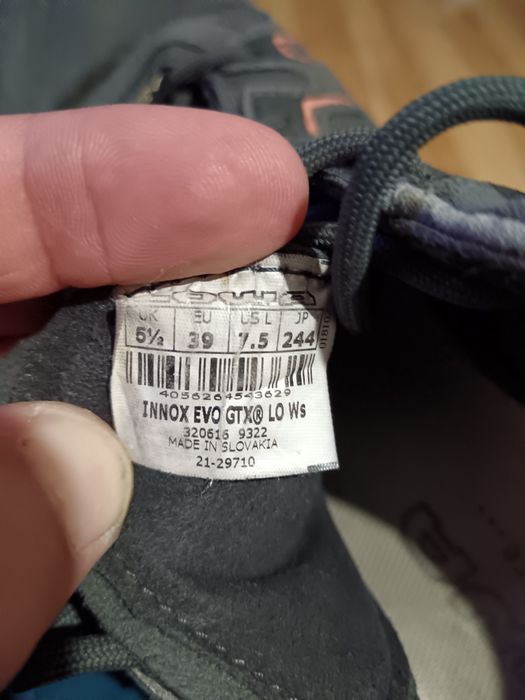 LOWA
UK EU US L JP
5½ 39 7.5 244
4056264543629
INNOX EVO GTX® LO Ws
320616 9322
MADE IN SLOVAKIA
21-29710